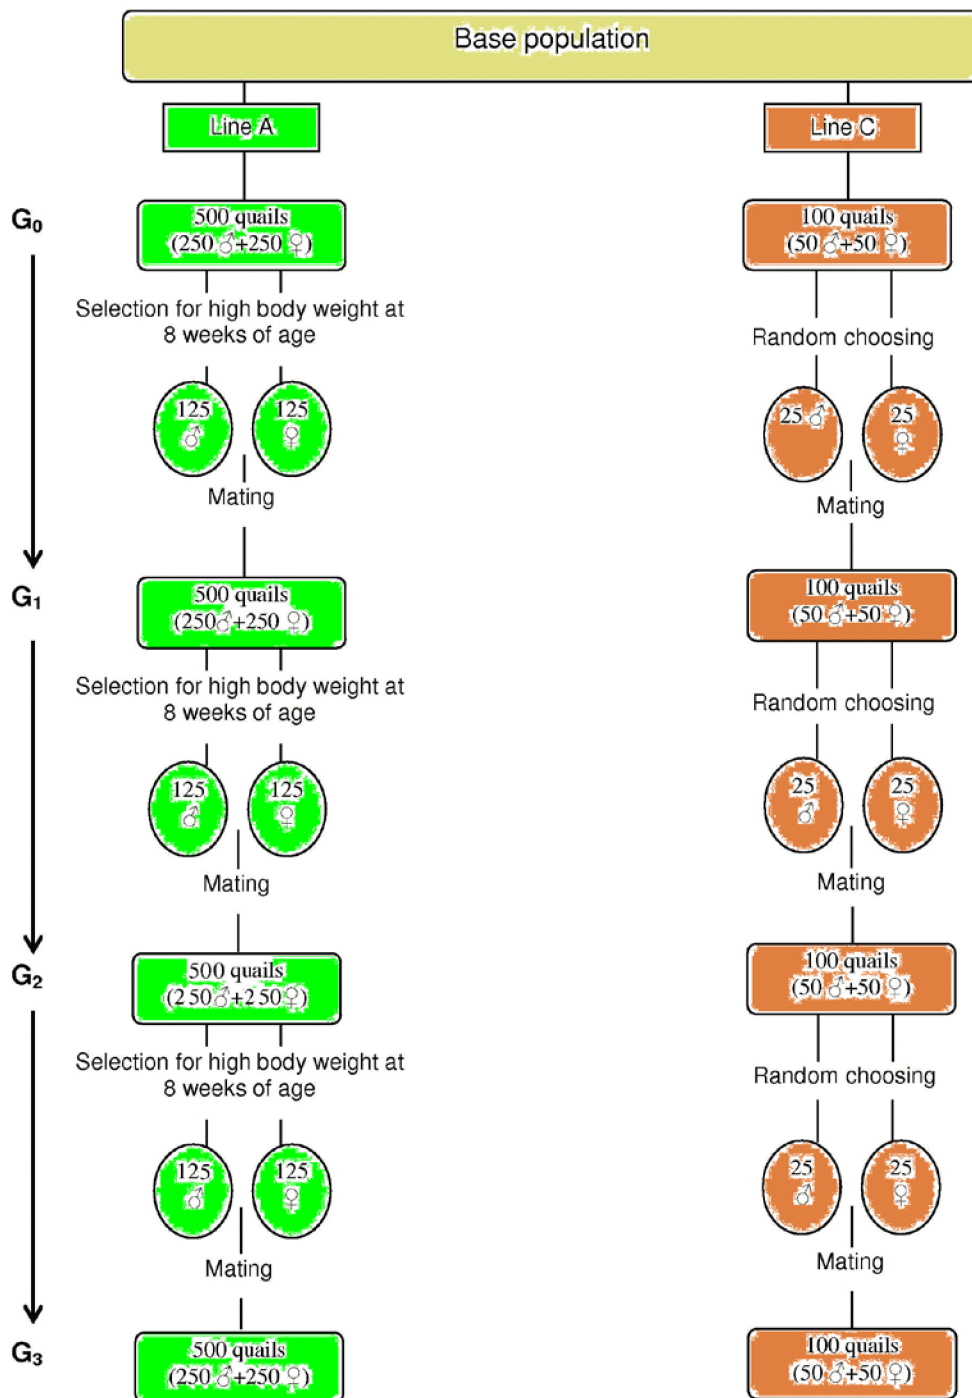 Base population
Line A
Line C
G0
500 quails
(250 ♂+250 ♀)
100 quails
(50 ♂+50 ♀)
Selection for high body weight at
8 weeks of age
Random choosing
125
♂
125
♀
25 ♂
25
♀
Mating
Mating
G1
500 quails
(250♂+250 ♀)
100 quails
(50 ♂+50 ♀)
Selection for high body weight at
8 weeks of age
Random choosing
125
♂
125
♀
25
♂
25
♀
Mating
Mating
G2
500 quails
(250♂+250♀)
100 quails
(50 ♂+50 ♀)
Selection for high body weight at
8 weeks of age
Random choosing
125
♂
125
♀
25
♂
25
♀
Mating
Mating
G3
500 quails
(250 ♂+250 ♀)
100 quails
(50 ♂+50 ♀)